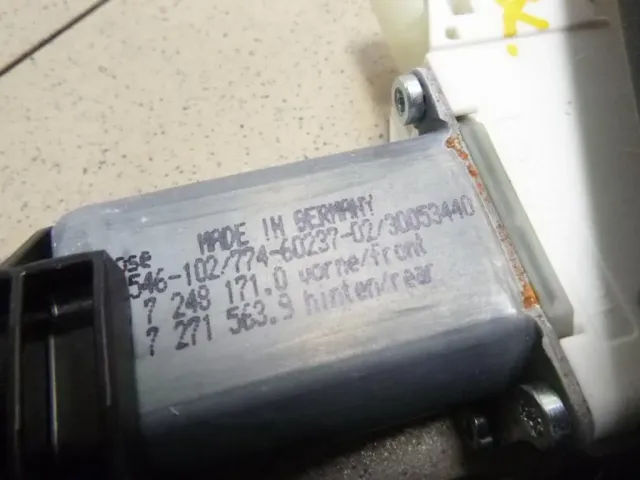 MADE IN GERMANY
546-102/774-60237-02/30053440
7 248 171.0 vorne/front
7 271 563.9 hinten/rear